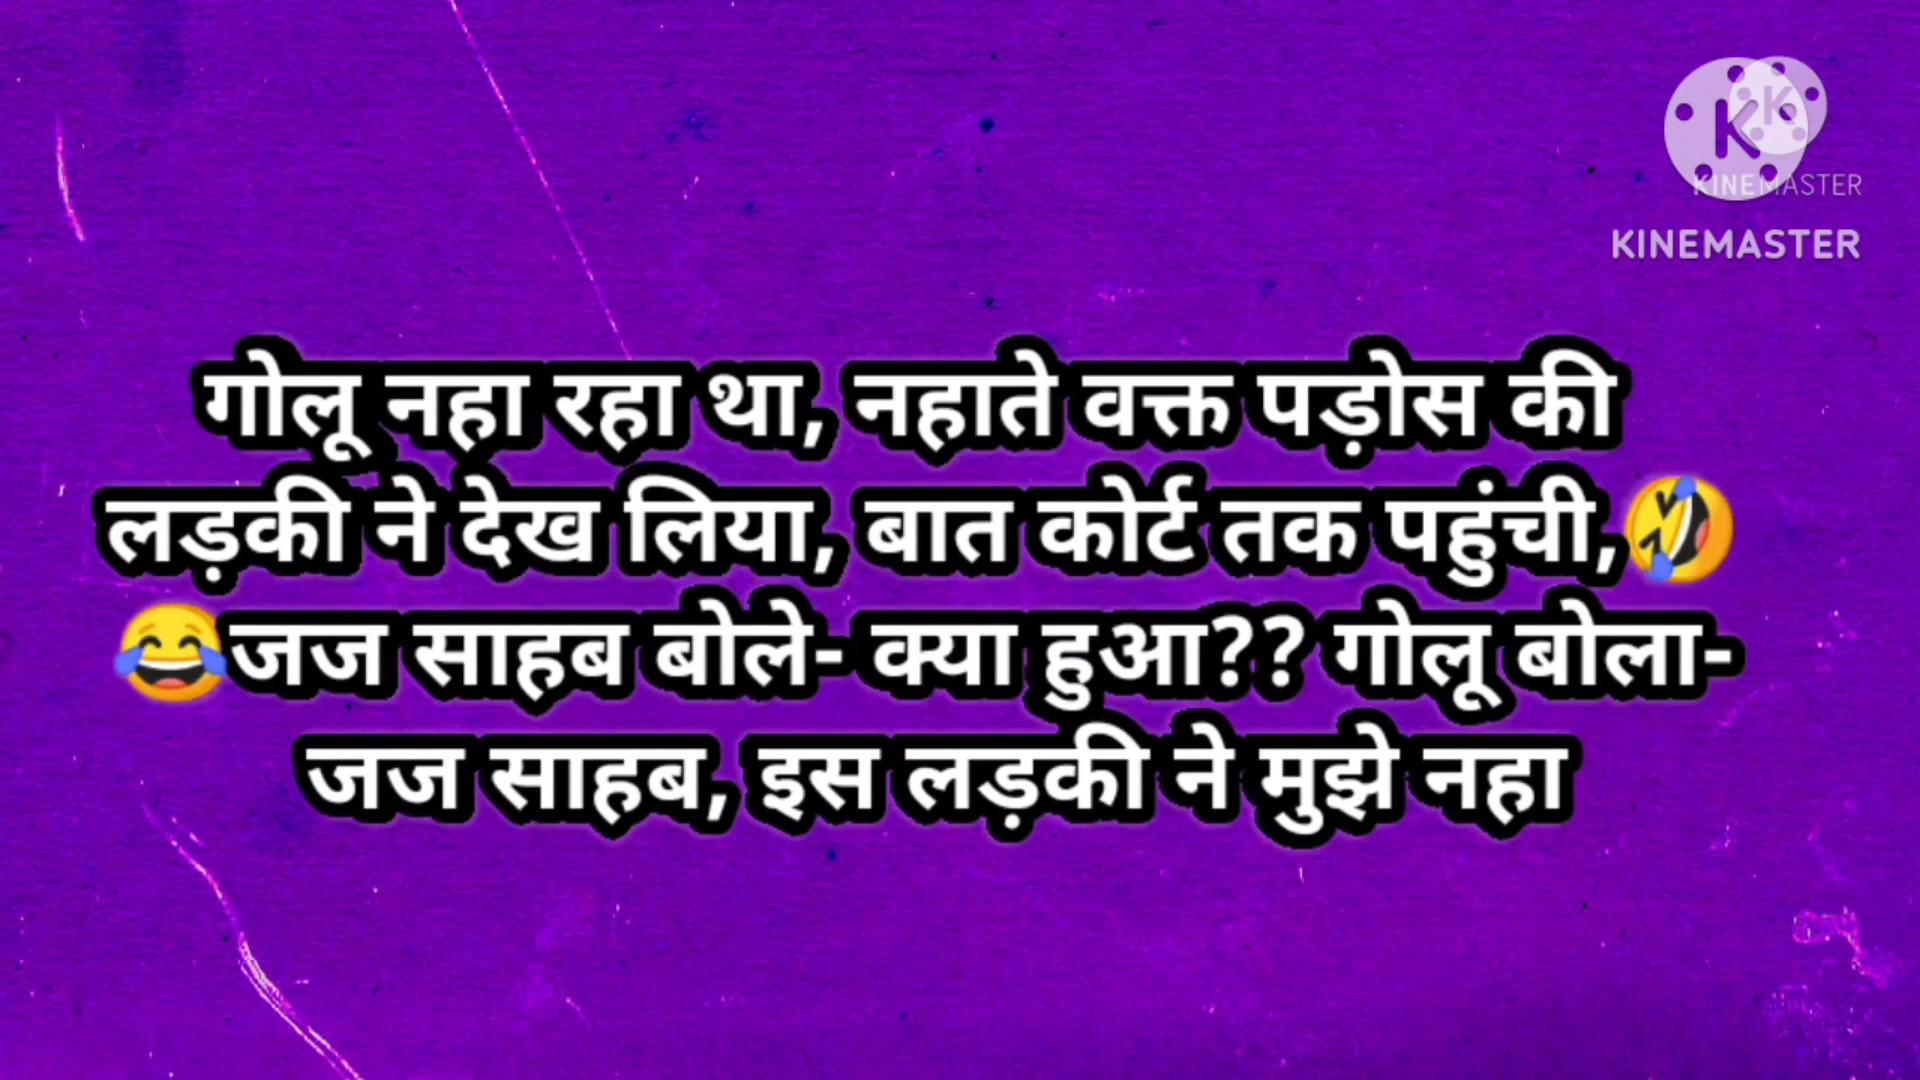 KINEMASTER
KINEMASTER
गोलू नहा रहा था, नहाते वक्त पड़ोस की
लड़की ने देख लिया, बात कोर्ट तक पहुंची,🤣
😂जज साहब बोले- क्या हुआ?? गोलू बोला-
जज साहब, इस लड़की ने मुझे नहा